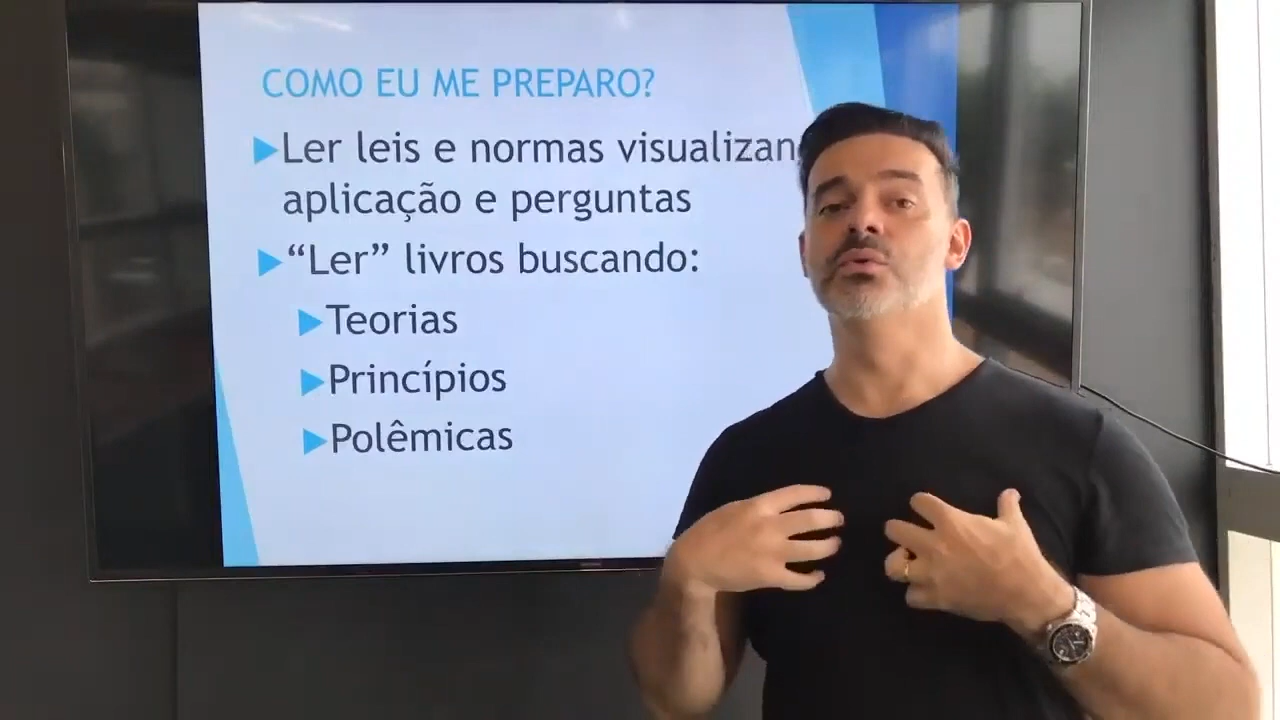 COMO EU ME PREPARO?
Ler leis e normas
aplicação e perguntas
“Ler” livros buscando:
Teorias
Princípios
Polêmicas